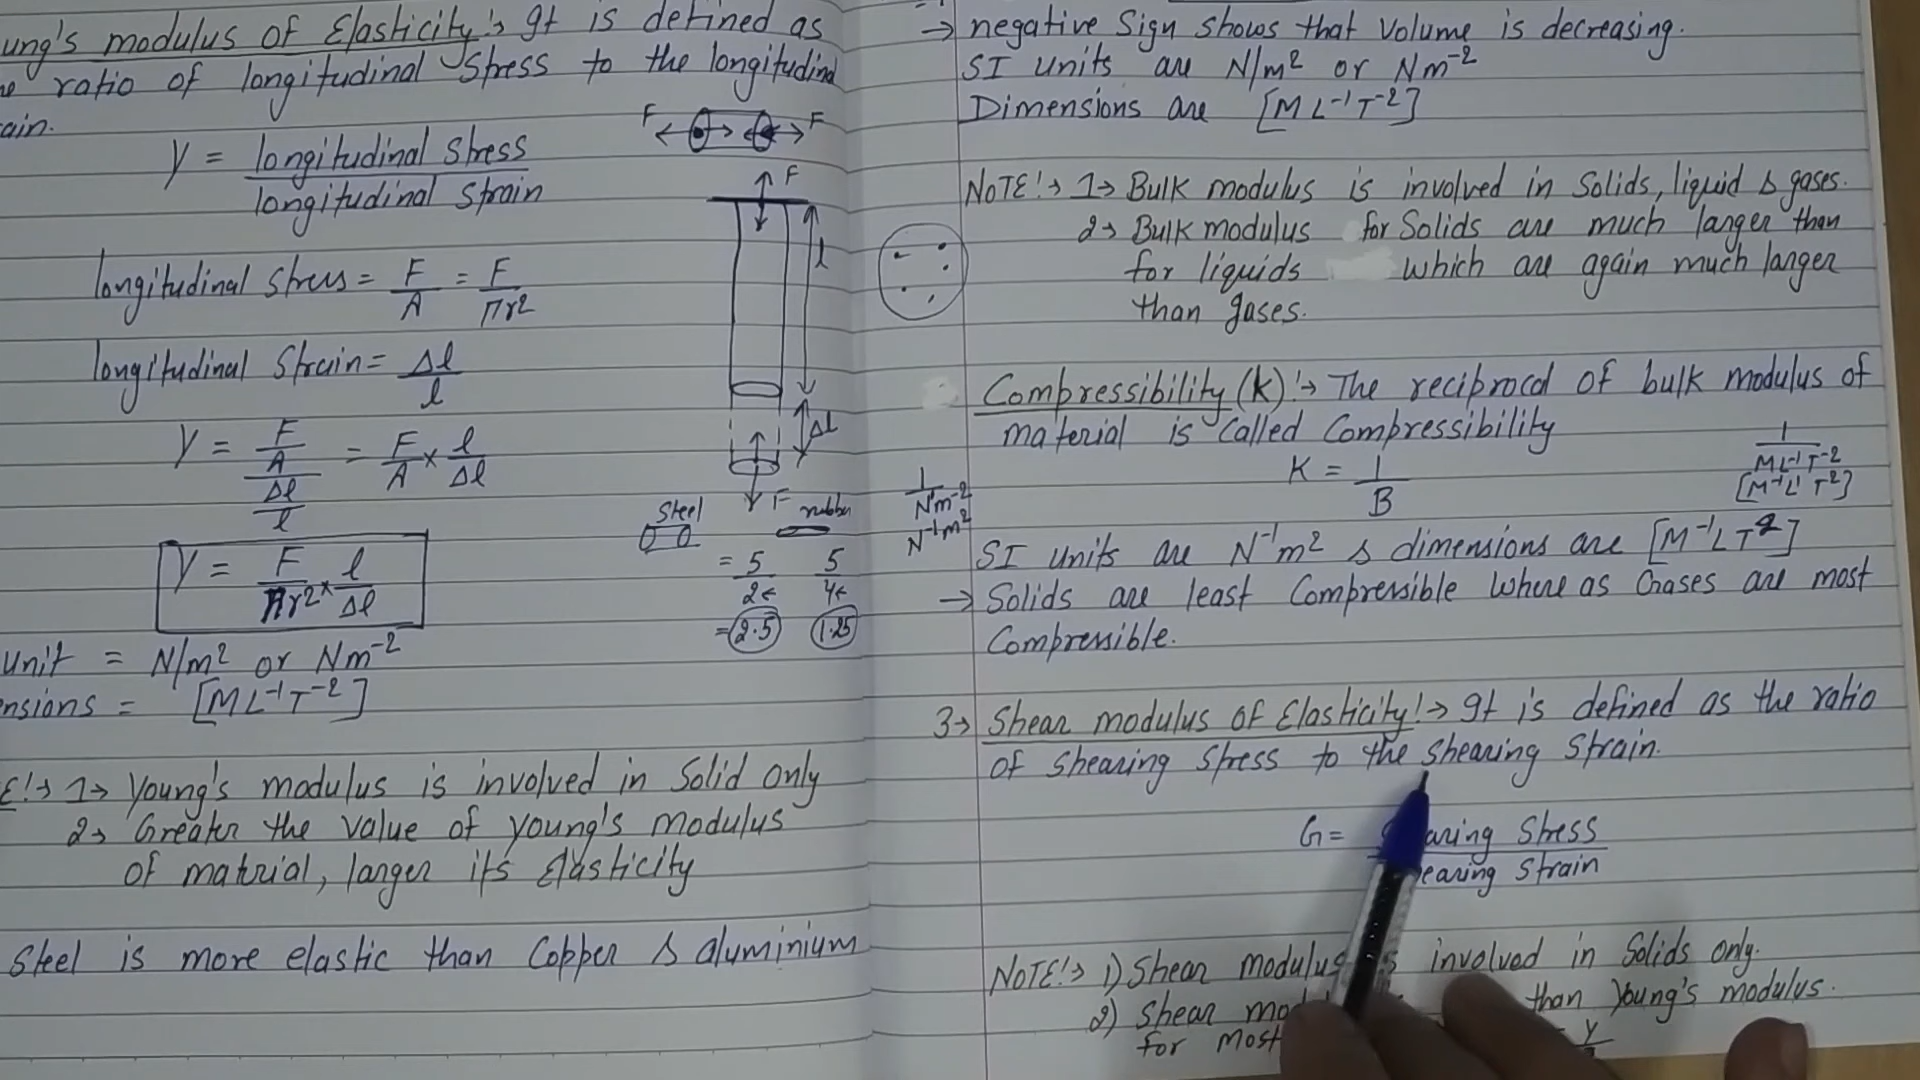 ung's modulus of Elasticity:→ It is defined as
ratio of longitudinal Stress to the longitudinal
ain.
Y = longitudinal Stress
longitudinal Strain
F F
longitudinal Stress = F/A = F/πr²
longitudinal Strain = Δl/l
Y = F/A / Δl/l = F/A × l/Δl
Y = F/πr² × l/Δl
unit = N/m² or Nm⁻²
nsions = [ML⁻¹T⁻²]
E!→ 1→ Young's modulus is involved in Solid only
2→ Greater the value of young's modulus
of material, larger its Elasticity
Steel is more elastic than Copper & aluminium
F
l
Δl
F
Steel rubber
= 5/2← 5/4←
= 2.5 1.25
→ negative Sign shows that Volume is decreasing.
SI units are N/m² or Nm⁻²
Dimensions are [ML⁻¹T⁻²]
NOTE!→ 1→ Bulk modulus is involved in Solids, liquid & gases.
2→ Bulk modulus for Solids are much larger than
for liquids which are again much larger
than gases.
Compressibility (k)!→ The reciprocal of bulk modulus of
material is called Compressibility
K = 1/B
1/ML⁻¹T⁻²
[M⁻¹L¹T²]
1/Nm⁻²
N⁻¹m²
SI units are N⁻¹m² & dimensions are [M⁻¹LT²]
→ Solids are least Compressible Where as Gases are most
Compressible.
3→ Shear modulus of Elasticity!→ It is defined as the ratio
of shearing Stress to the shearing Strain.
G = aring Stress
earing Strain
NOTE!→ 1) Shear modulus involved in Solids only.
2) Shear mo than Young's modulus.
for most Y